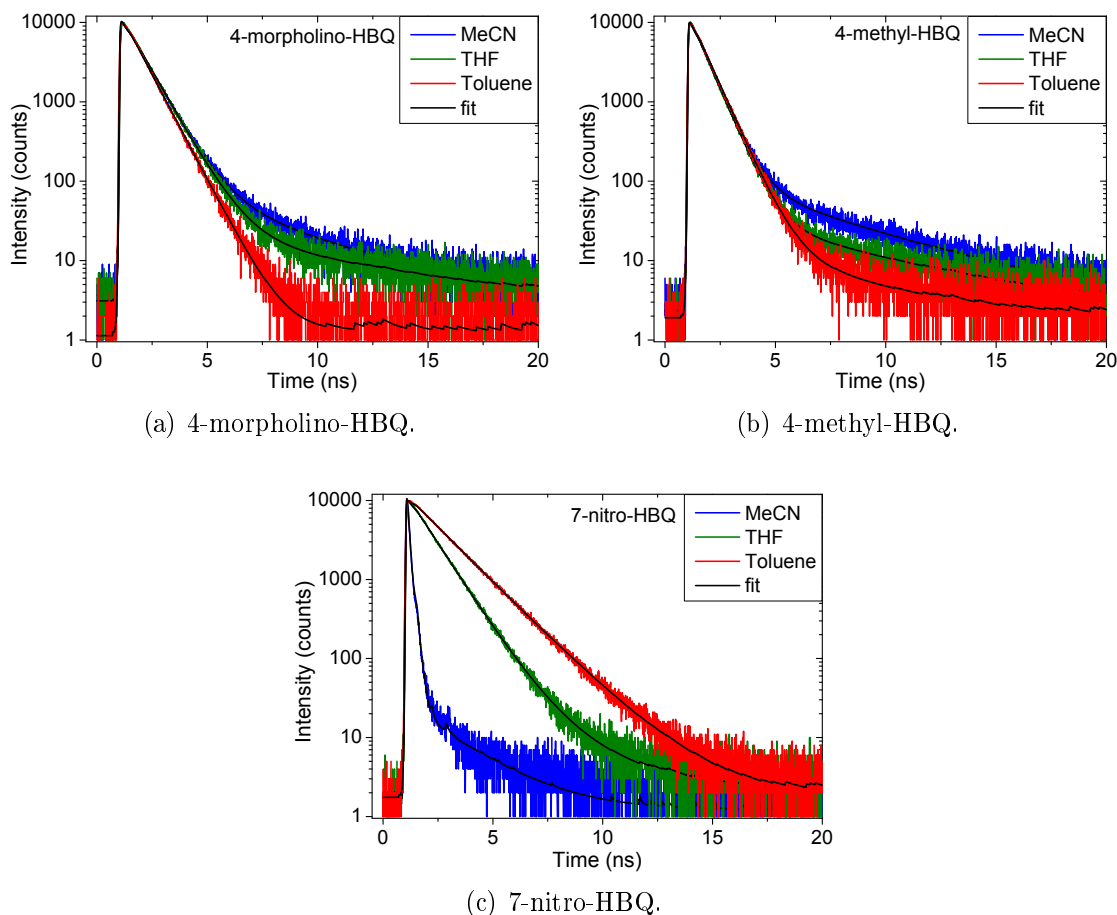 4-morpholino-HBQ
MeCN
THF
Toluene
fit
Intensity (counts)
10000
1000
100
10
1
0 5 10 15 20
Time (ns)
(a) 4-morpholino-HBQ.
4-methyl-HBQ
MeCN
THF
Toluene
fit
Intensity (counts)
10000
1000
100
10
1
0 5 10 15 20
Time (ns)
(b) 4-methyl-HBQ.
7-nitro-HBQ
MeCN
THF
Toluene
fit
Intensity (counts)
10000
1000
100
10
1
0 5 10 15 20
Time (ns)
(c) 7-nitro-HBQ.